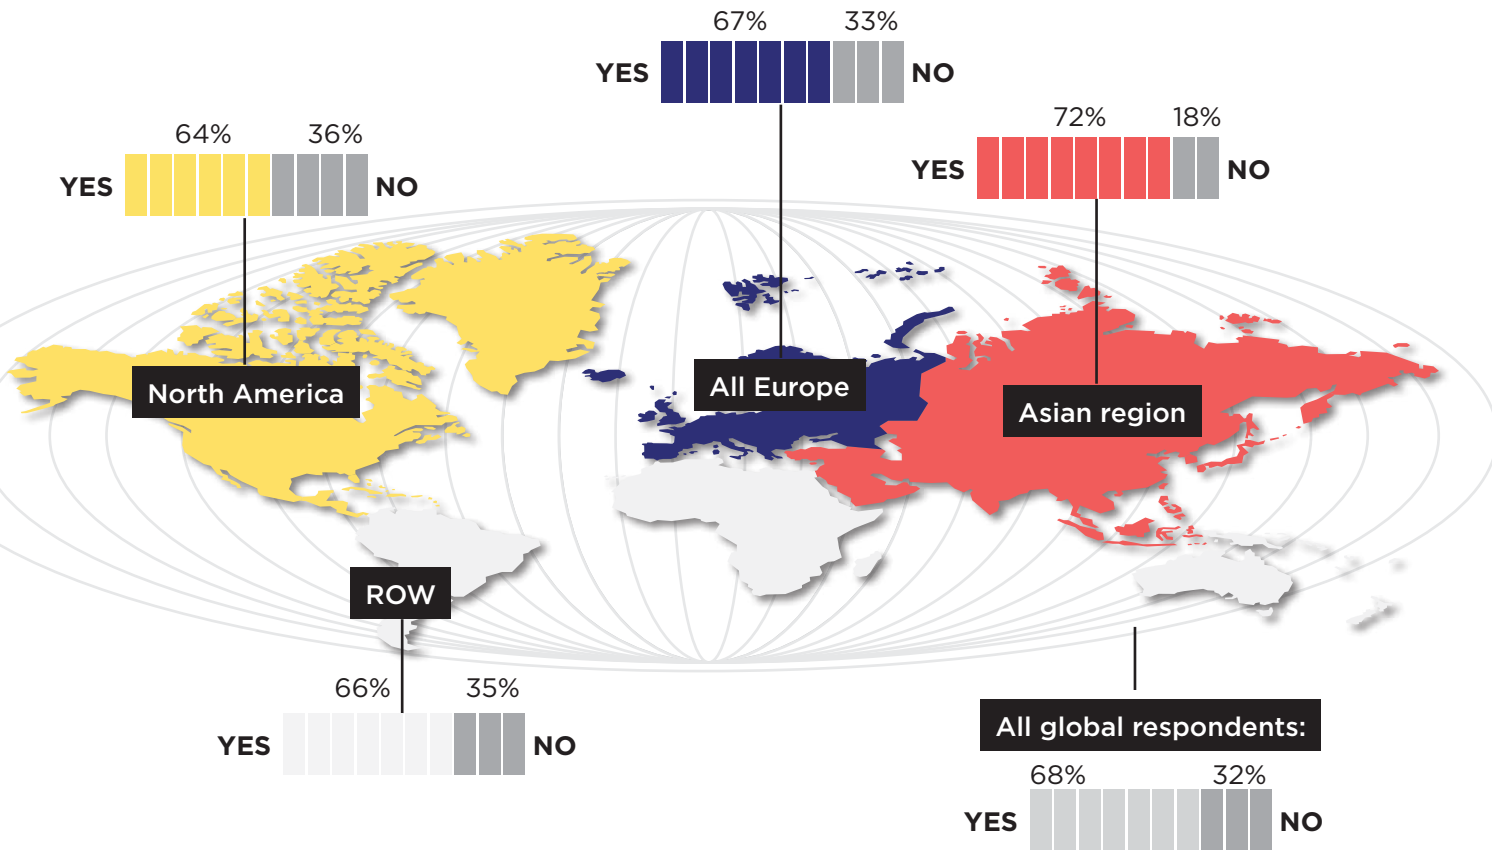 67% 33%
YES NO
64% 36%
YES NO
72% 18%
YES NO
North America
All Europe
Asian region
ROW
66% 35%
YES NO
All global respondents:
68% 32%
YES NO